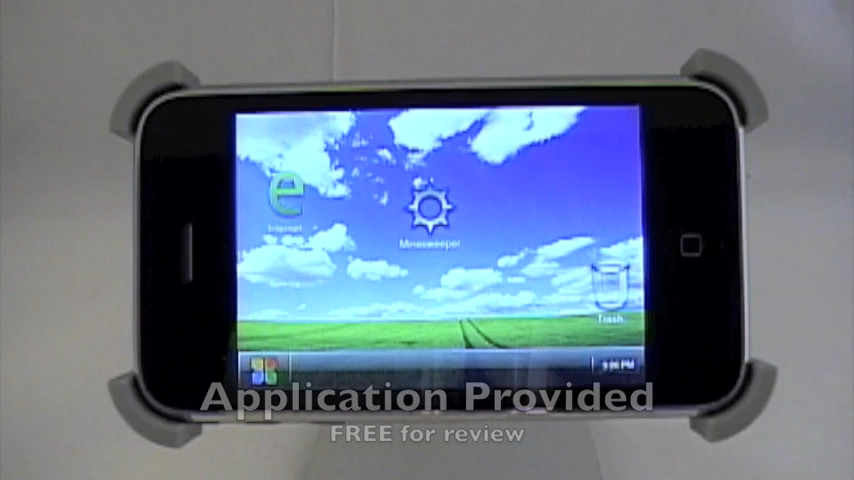 e
Internet
Minesweeper
Trash
Application Provided
FREE for review